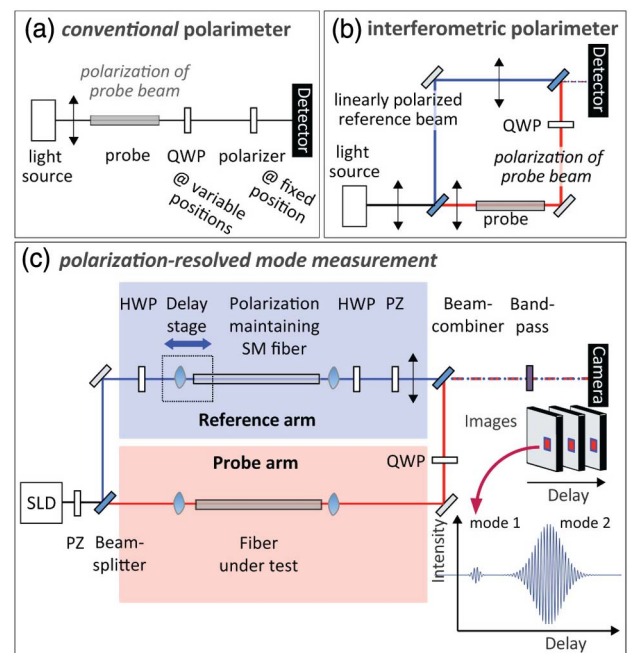 (a) conventional polarimeter
polarization of
probe beam
light
source
probe
QWP
@ variable
positions
polarizer
@ fixed
position
Detector
(b) interferometric polarimeter
linearly polarized
reference beam
light
source
QWP
polarization of
probe beam
probe
Detector
(c) polarization-resolved mode measurement
HWP
Delay
stage
Polarization
maintaining
SM fiber
HWP
PZ
Beam-
combiner
Band-
pass
Camera
Reference arm
Images
Delay
Probe arm
QWP
SLD
PZ
Beam-
splitter
Fiber
under test
Intensity
mode 1
mode 2
Delay